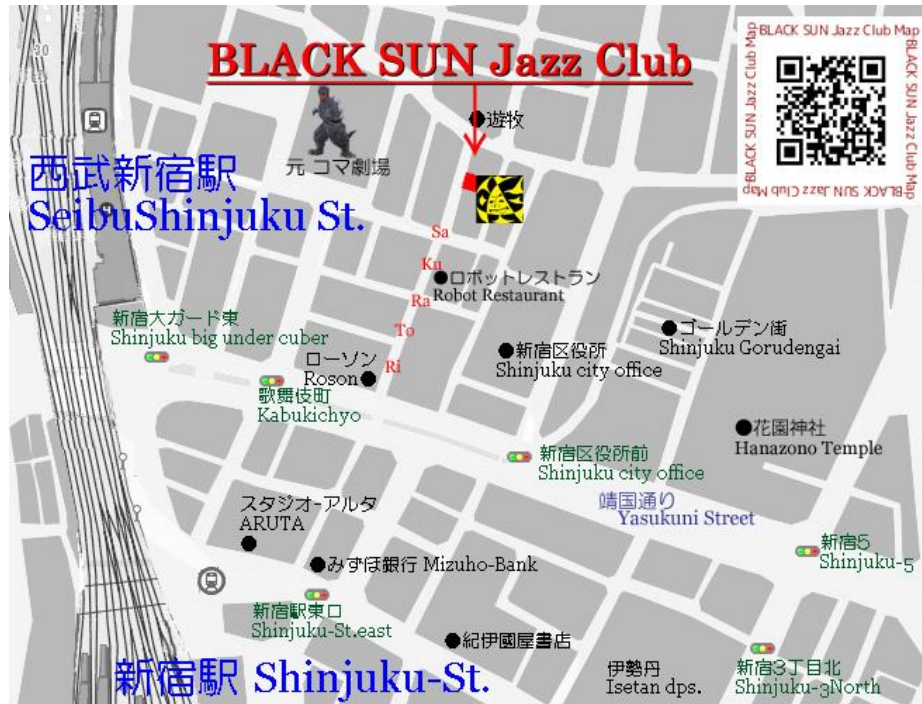 BLACK SUN Jazz Club
BLACK SUN Jazz Club Map
BLACK SUN Jazz Club Map
BLACK SUN Jazz Club Map
BLACK SUN Jazz Club Map
遊牧
元 コマ劇場
西武新宿駅
SeibuShinjuku St.
Sa
Ku
Ra
To
Ri
ロボットレストラン
Robot Restaurant
新宿大ガード東
Shinjuku big under cuber
ゴールデン街
Shinjuku Gorudengai
新宿区役所
Shinjuku city office
ローソン
Roson
歌舞伎町
Kabukichyo
花園神社
Hanazono Temple
新宿区役所前
Shinjuku city office
靖国通り
Yasukuni Street
スタジオ-アルタ
ARUTA
新宿5
Shinjuku-5
みずほ銀行 Mizuho-Bank
新宿駅東口
Shinjuku-St.east
紀伊國屋書店
伊勢丹
Isetan dps.
新宿3丁目北
Shinjuku-3North
新宿駅 Shinjuku-St.